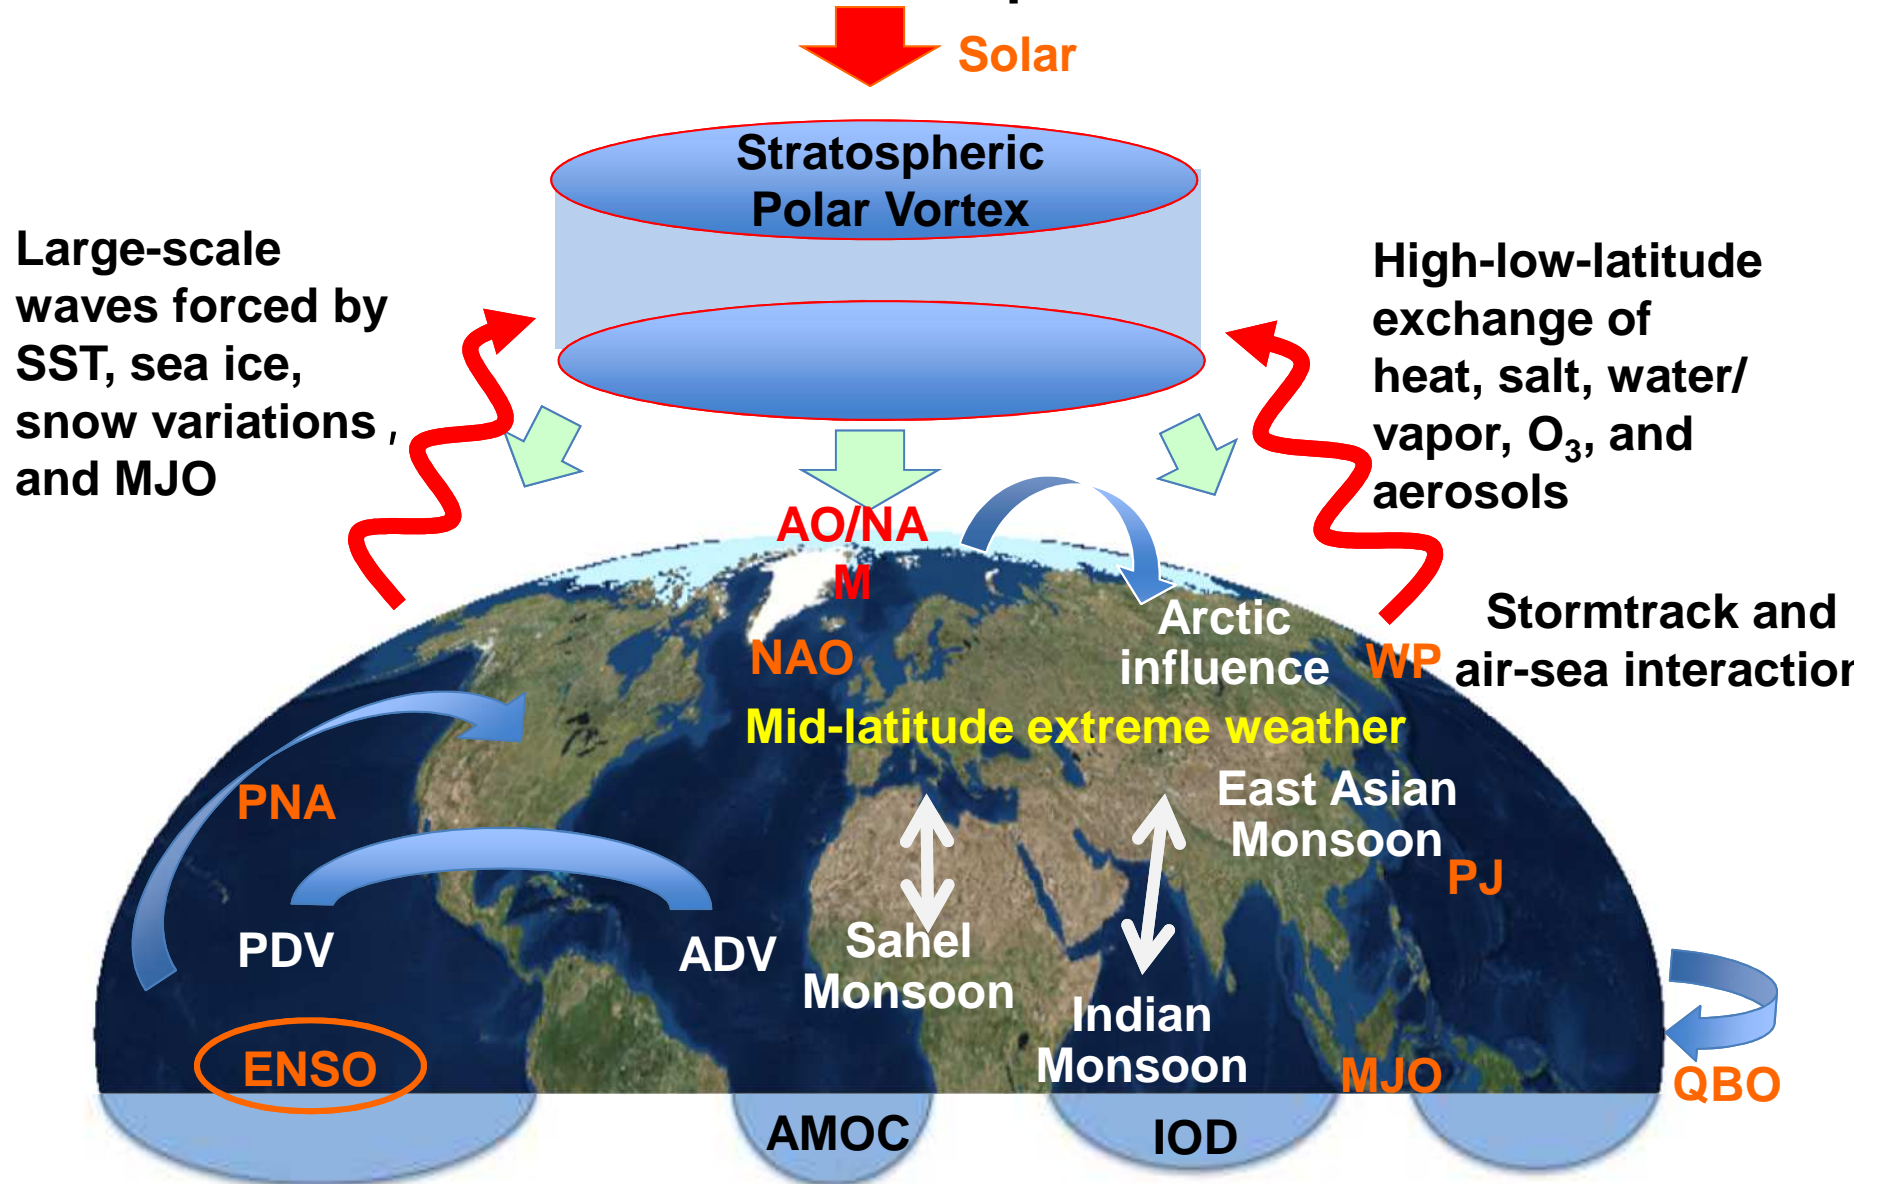 Solar
Stratospheric
Polar Vortex
Large-scale
waves forced by
SST, sea ice,
snow variations ,
and MJO
High-low-latitude
exchange of
heat, salt, water/
vapor, O₃, and
aerosols
AO/NA
M
NAO
Arctic
influence
WP
Stormtrack and
air-sea interaction
Mid-latitude extreme weather
PNA
East Asian
Monsoon
PJ
PDV
ADV
Sahel
Monsoon
Indian
Monsoon
ENSO
MJO
QBO
AMOC
IOD